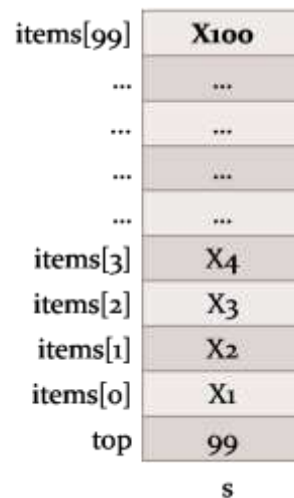 items[99] X100
... ...
... ...
... ...
... ...
items[3] X4
items[2] X3
items[1] X2
items[0] X1
top 99
s